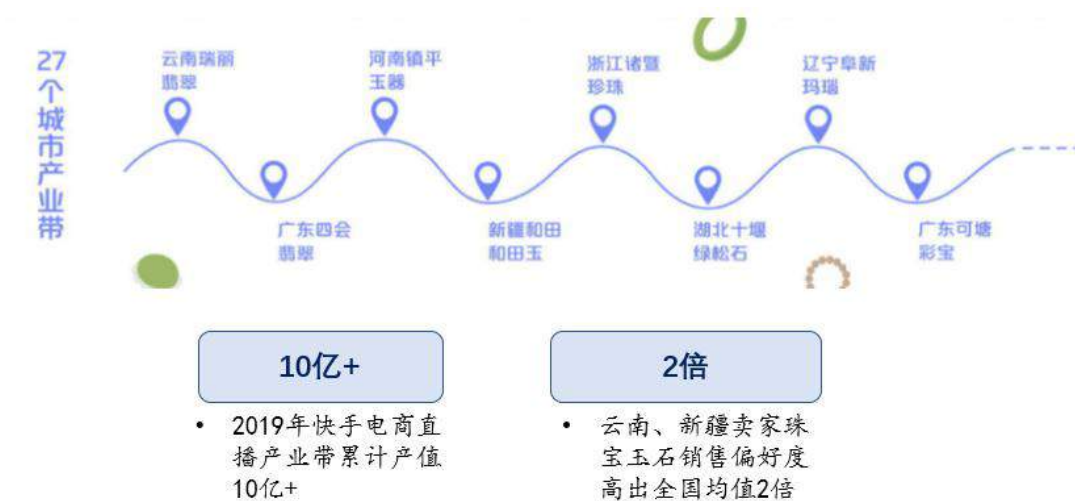 27个城市产业带
云南瑞丽
翡翠
河南镇平
玉器
浙江诸暨
珍珠
辽宁阜新
玛瑙
广东四会
翡翠
新疆和田
和田玉
湖北十堰
绿松石
广东可塘
彩宝
10亿+
2倍
• 2019年快手电商直
播产业带累计产值
10亿+
• 云南、新疆卖家珠
宝玉石销售偏好度
高出全国均值2倍